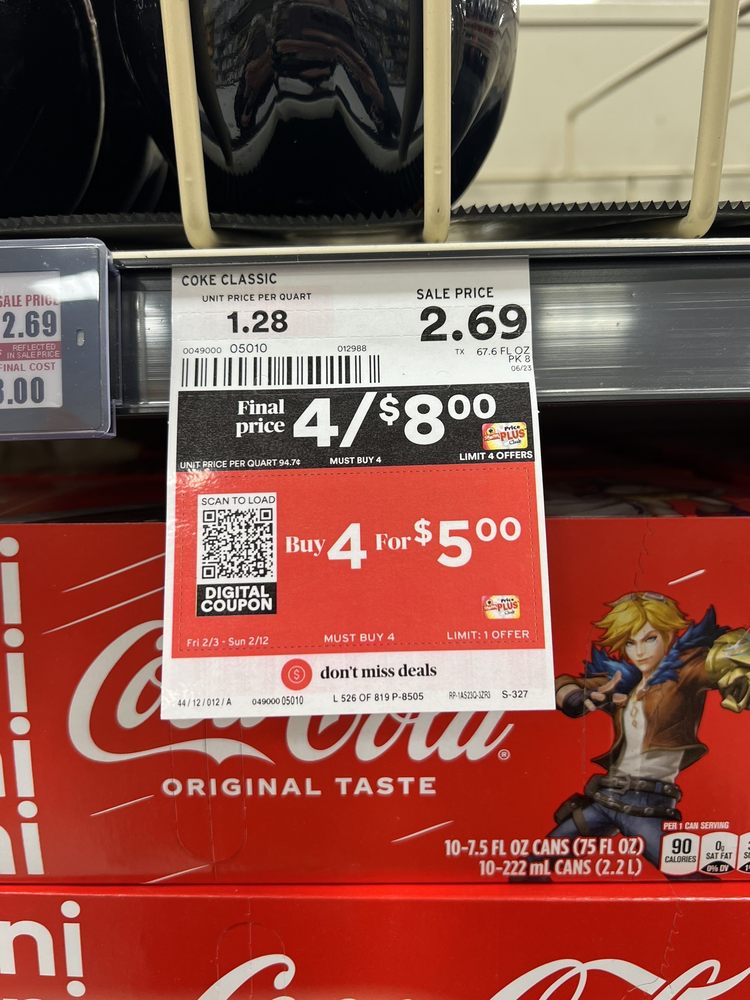 COKE CLASSIC
UNIT PRICE PER QUART
1.28
SALE PRICE
2.69
0049000 05010
012988
TX 67.6 FL OZ
PK 8
06/23
SALE PRICE
2.69
REFLECTED
IN SALE PRICE
FINAL COST
.00
Final
price
4/$8.00
Price
PLUS
Club
UNIT PRICE PER QUART 94.7¢
MUST BUY 4
LIMIT 4 OFFERS
SCAN TO LOAD
DIGITAL
COUPON
Buy 4 For $5.00
Price
PLUS
Club
Fri 2/3 - Sun 2/12
MUST BUY 4
LIMIT: 1 OFFER
don't miss deals
44/12/012/A
049000 05010
L 526 OF 819 P-8505
RP-1AS23Q-3ZR3
S-327
Coca-Cola®
ORIGINAL TASTE
10-7.5 FL OZ CANS (75 FL OZ)
10-222 mL CANS (2.2 L)
PER 1 CAN SERVING
90
CALORIES
0g
SAT FAT
0% DV
ni